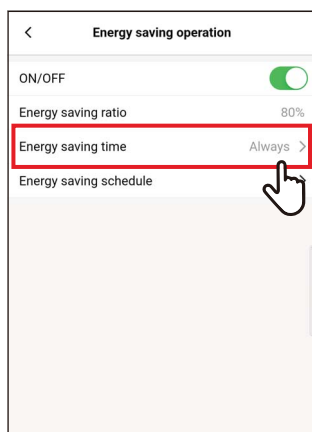 Energy saving operation
ON/OFF
Energy saving ratio 80%
Energy saving time Always
Energy saving schedule